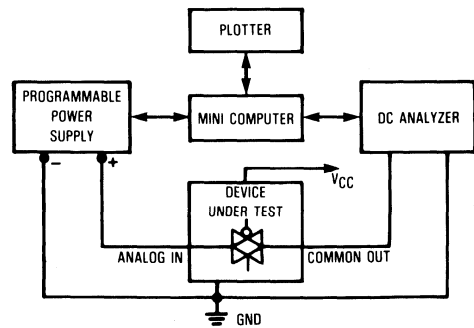 PLOTTER
PROGRAMMABLE
POWER
SUPPLY
MINI COMPUTER
DC ANALYZER
- +
DEVICE
UNDER TEST
VCC
ANALOG IN
COMMON OUT
GND